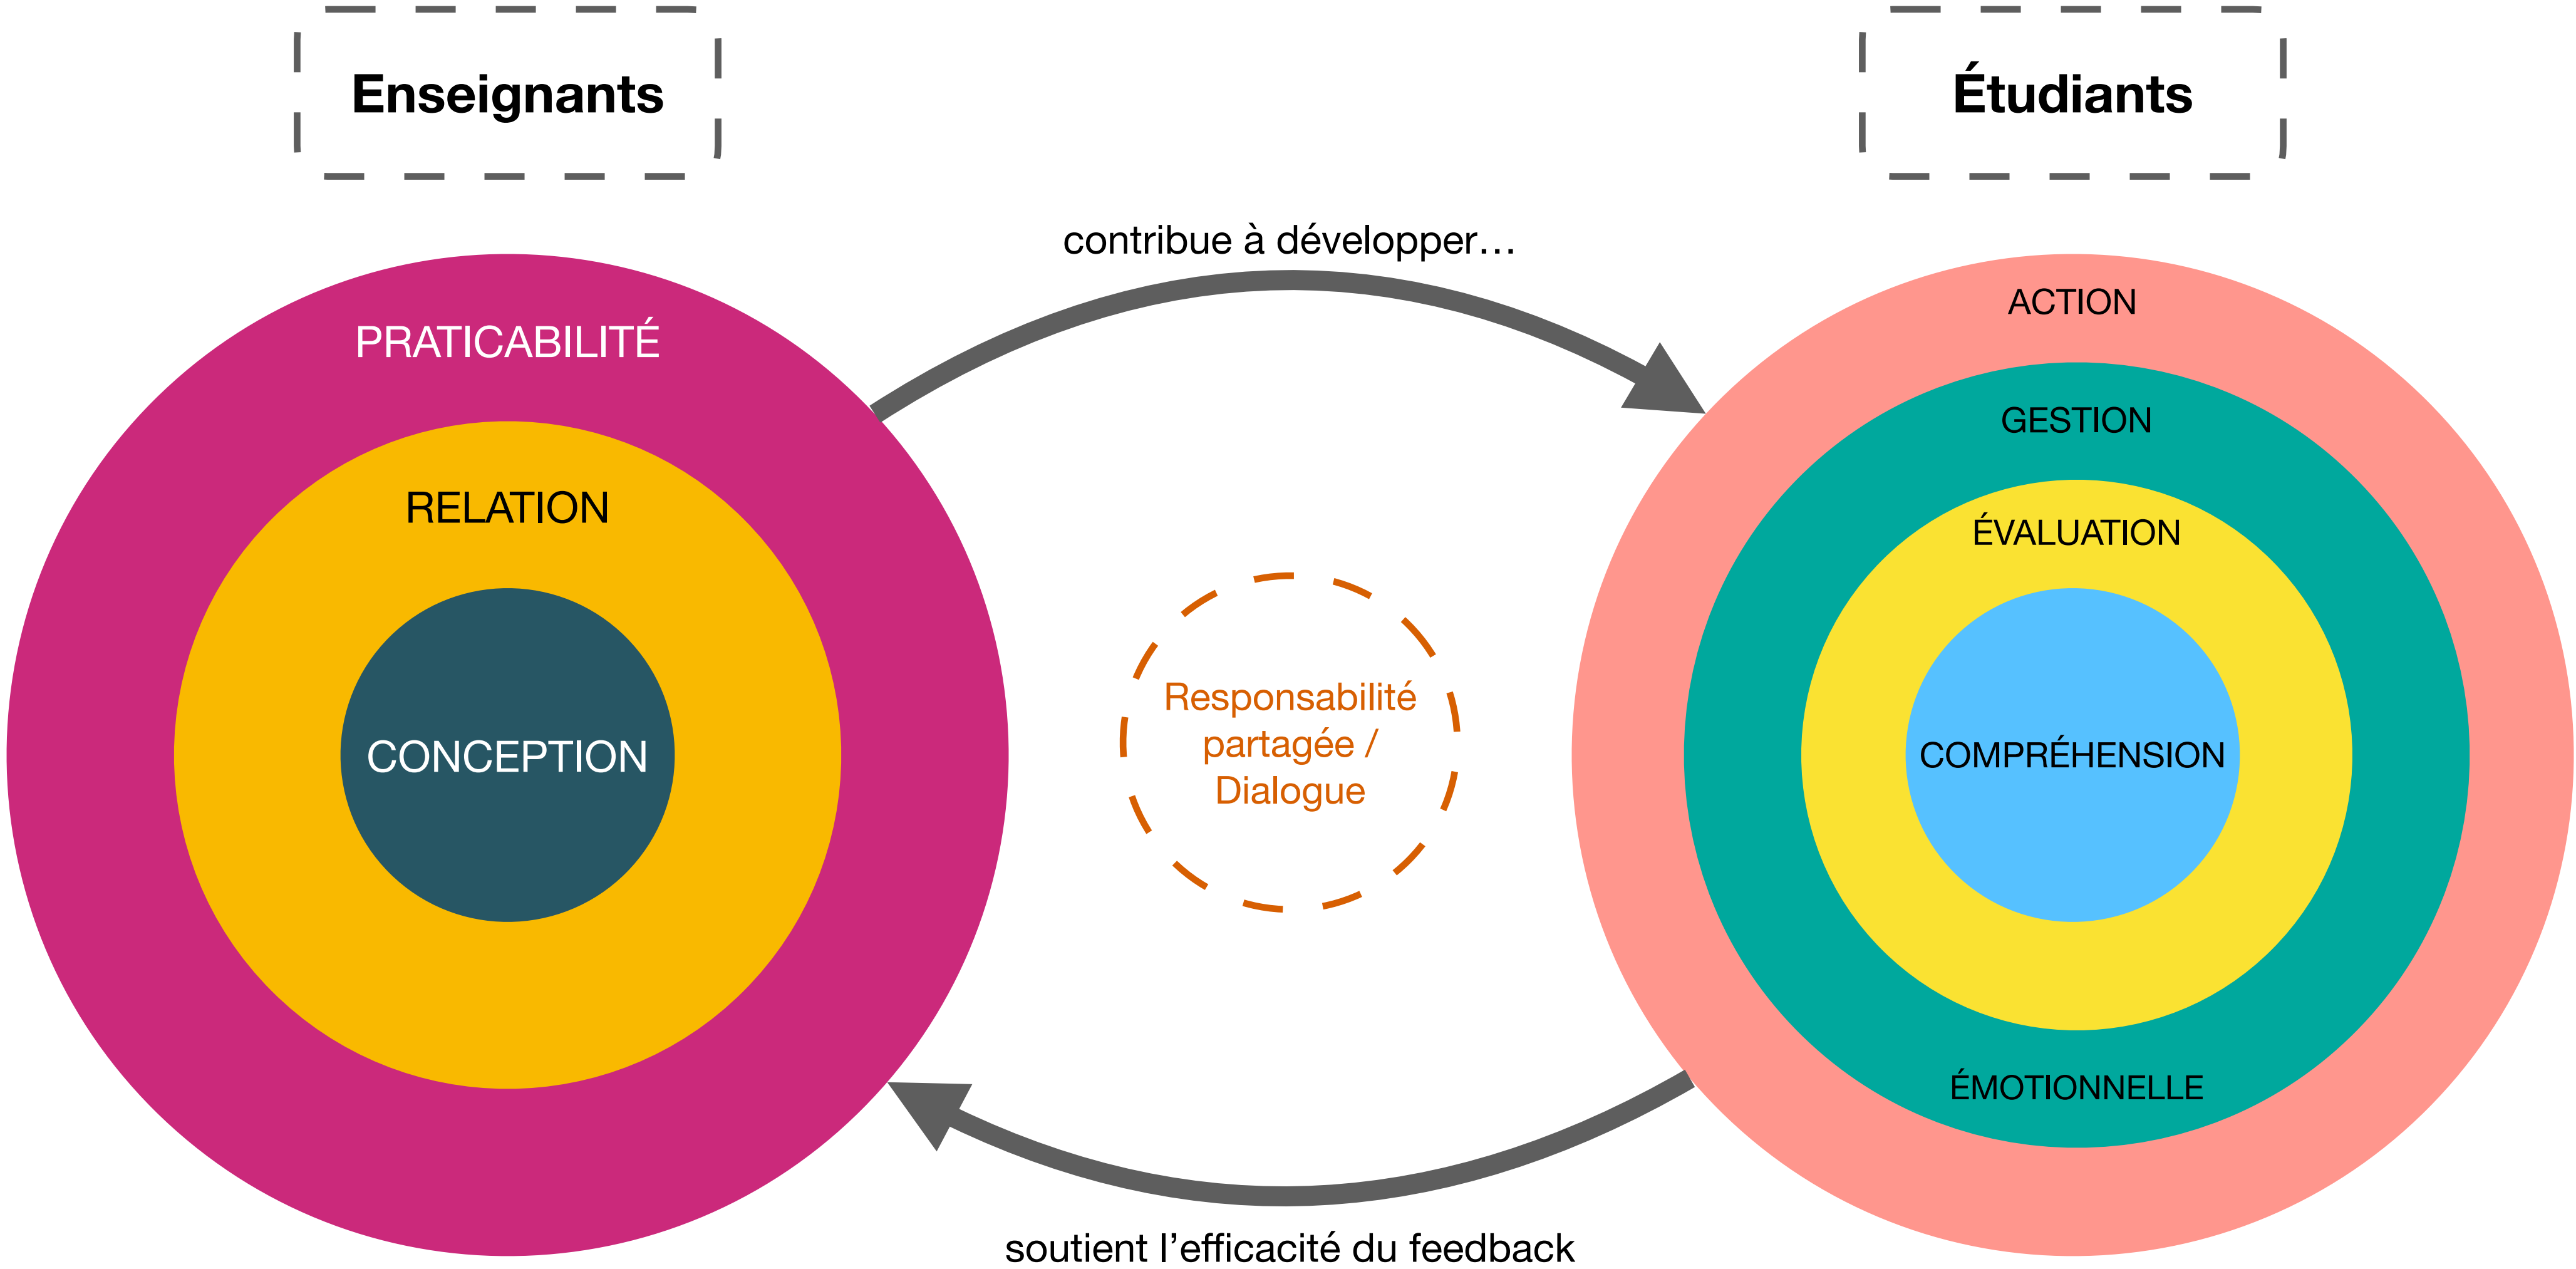 Enseignants
Étudiants
contribue à développer…
PRATICABILITÉ
RELATION
CONCEPTION
Responsabilité
partagée /
Dialogue
ACTION
GESTION
ÉVALUATION
COMPRÉHENSION
ÉMOTIONNELLE
soutient l’efficacité du feedback